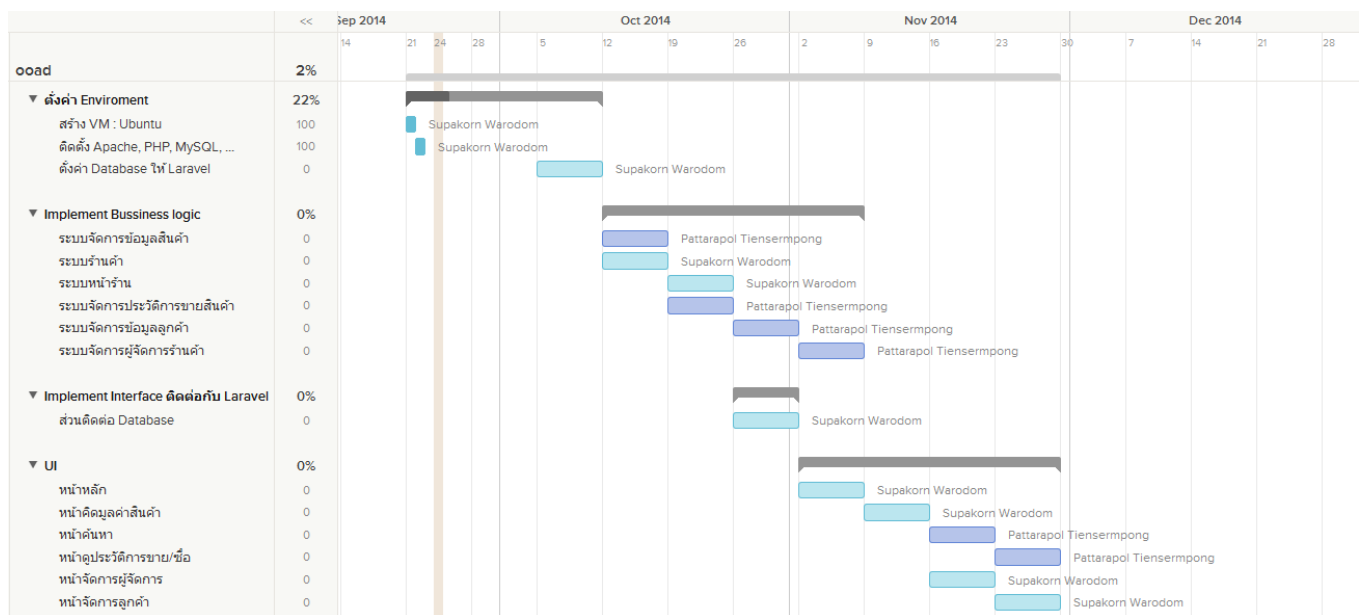 << Sep 2014 Oct 2014 Nov 2014 Dec 2014
14 21 24 28 5 12 19 26 2 9 16 23 30 7 14 21 28
ooad 2%
ตั้งค่า Enviroment 22%
สร้าง VM : Ubuntu 100 Supakorn Warodom
ติดตั้ง Apache, PHP, MySQL, ... 100 Supakorn Warodom
ตั้งค่า Database ให้ Laravel 0 Supakorn Warodom
Implement Bussiness logic 0%
ระบบจัดการข้อมูลสินค้า 0 Pattarapol Tiensermpong
ระบบร้านค้า 0 Supakorn Warodom
ระบบหน้าร้าน 0 Supakorn Warodom
ระบบจัดการประวัติการขายสินค้า 0 Pattarapol Tiensermpong
ระบบจัดการข้อมูลลูกค้า 0 Pattarapol Tiensermpong
ระบบจัดการผู้จัดการร้านค้า 0 Pattarapol Tiensermpong
Implement Interface ติดต่อกับ Laravel 0%
ส่วนติดต่อ Database 0 Supakorn Warodom
UI 0%
หน้าหลัก 0 Supakorn Warodom
หน้าคิดมูลค่าสินค้า 0 Supakorn Warodom
หน้าค้นหา 0 Pattarapol Tiensermpong
หน้าดูประวัติการขาย/ซื้อ 0 Pattarapol Tiensermpong
หน้าจัดการผู้จัดการ 0 Supakorn Warodom
หน้าจัดการลูกค้า 0 Supakorn Warodom